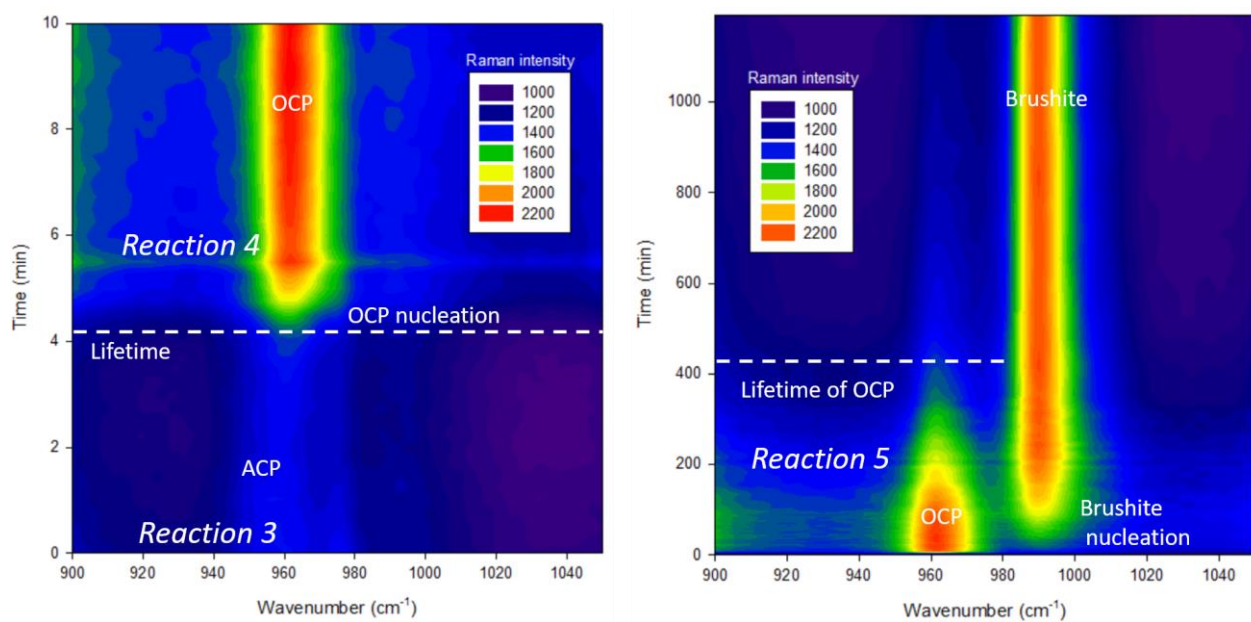 10
8
6
4
2
0
Time (min)
900
920
940
960
980
1000
1020
1040
Wavenumber (cm⁻¹)
Raman intensity
1000
1200
1400
1600
1800
2000
2200
OCP
Reaction 4
OCP nucleation
Lifetime
ACP
Reaction 3
1000
800
600
400
200
0
Time (min)
900
920
940
960
980
1000
1020
1040
Wavenumber (cm⁻¹)
Raman intensity
1000
1200
1400
1600
1800
2000
2200
Brushite
Lifetime of OCP
Reaction 5
OCP
Brushite
nucleation